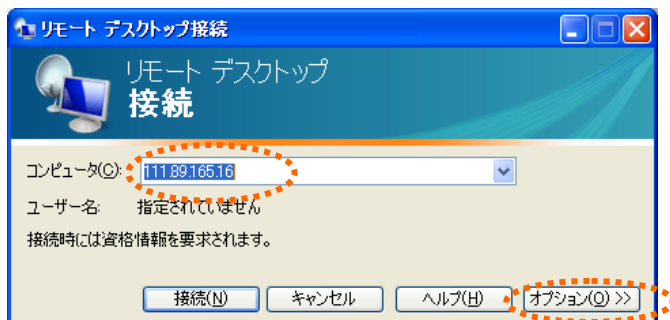 リモート デスクトップ接続
リモート デスクトップ
接続
コンピュータ(C): 111.89.165.16
ユーザー名: 指定されていません
接続時には資格情報を要求されます。
接続(N) キャンセル ヘルプ(H) オプション(O) >>